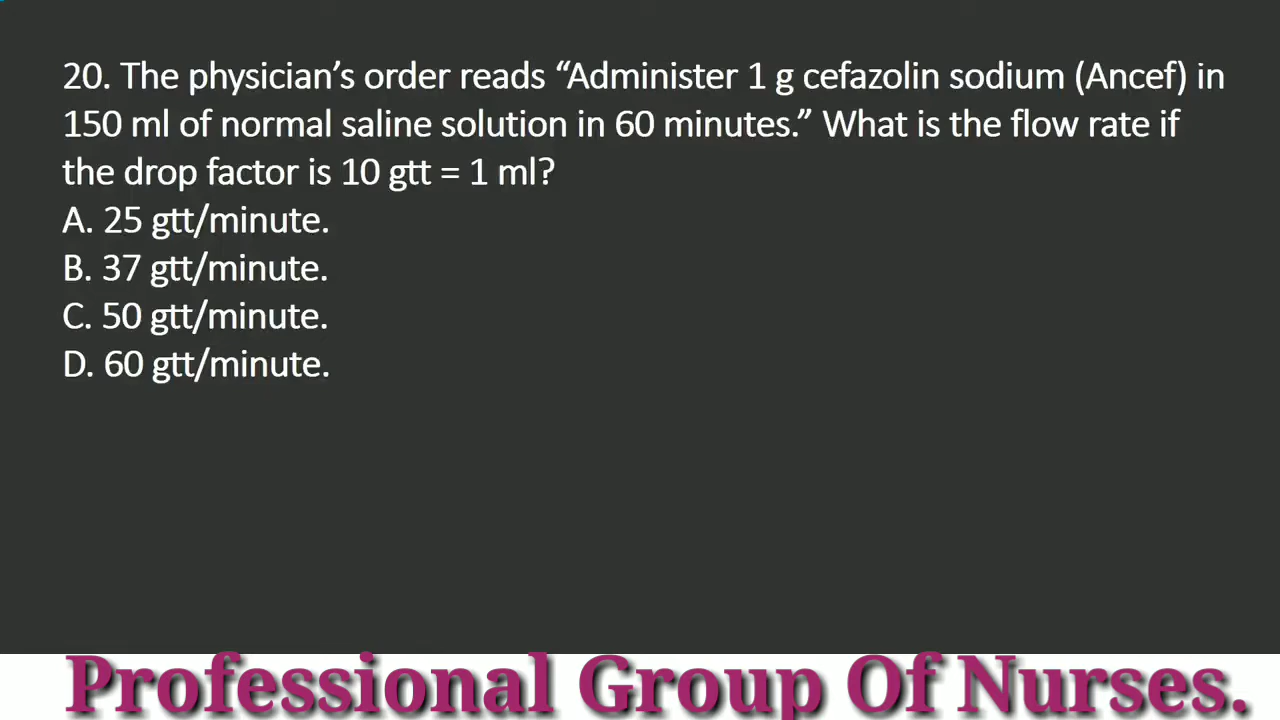 20. The physician’s order reads “Administer 1 g cefazolin sodium (Ancef) in
150 ml of normal saline solution in 60 minutes.” What is the flow rate if
the drop factor is 10 gtt = 1 ml?
A. 25 gtt/minute.
B. 37 gtt/minute.
C. 50 gtt/minute.
D. 60 gtt/minute.
Professional Group Of Nurses.